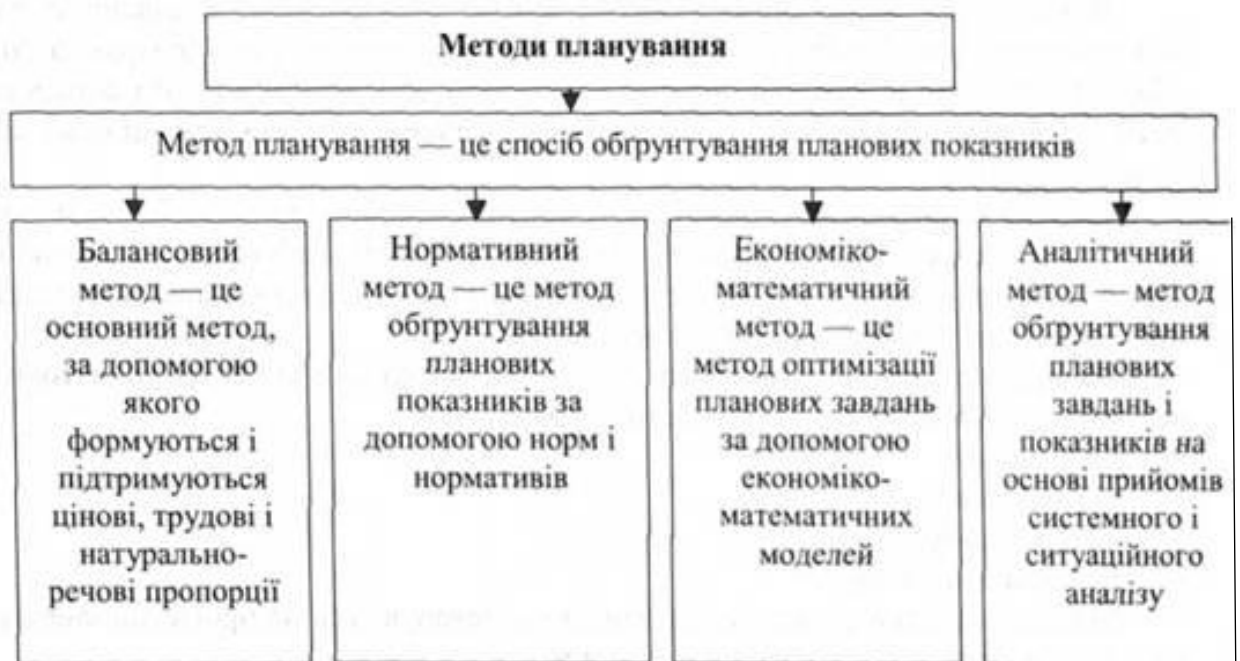 Методи планування
Метод планування — це спосіб обґрунтування планових показників
Балансовий
метод — це
основний метод,
за допомогою
якого
формуються і
підтримуються
цінові, трудові і
натурально-
речові пропорції
Нормативний
метод — це метод
обґрунтування
планових
показників за
допомогою норм і
нормативів
Економіко-
математичний
метод — це
метод оптимізації
планових завдань
за допомогою
економіко-
математичних
моделей
Аналітичний
метод — метод
обґрунтування
планових
завдань і
показників на
основі прийомів
системного і
ситуаційного
аналізу